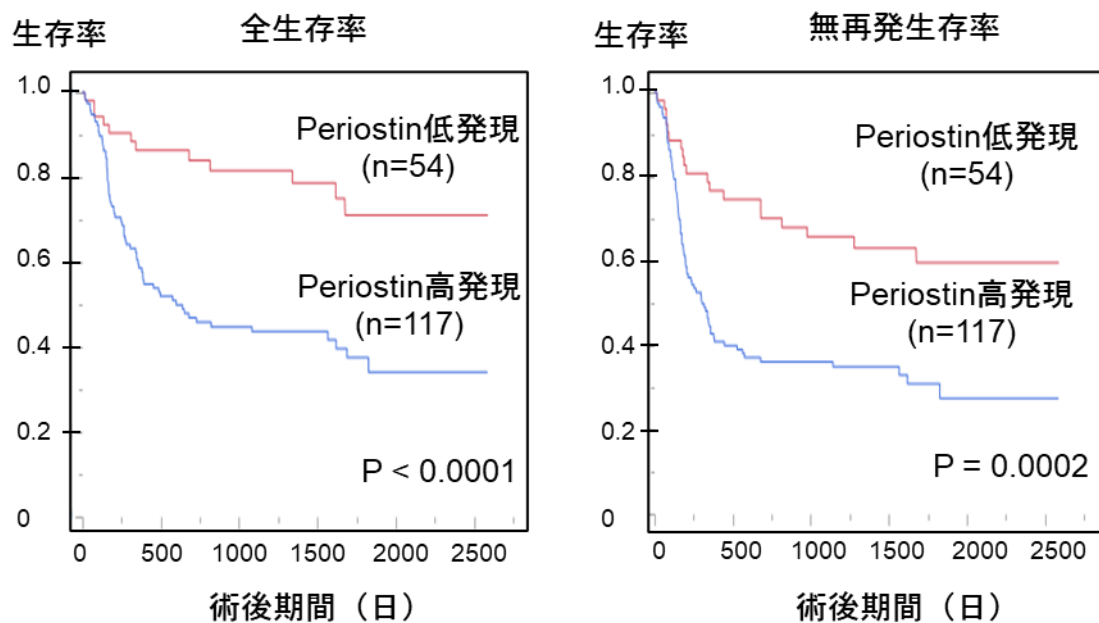 生存率
全生存率
1.0
0.8
0.6
0.4
0.2
0
Periostin低発現
(n=54)
Periostin高発現
(n=117)
P < 0.0001
0 500 1000 1500 2000 2500
術後期間（日）
生存率
無再発生存率
1.0
0.8
0.6
0.4
0.2
0
Periostin低発現
(n=54)
Periostin高発現
(n=117)
P = 0.0002
0 500 1000 1500 2000 2500
術後期間（日）